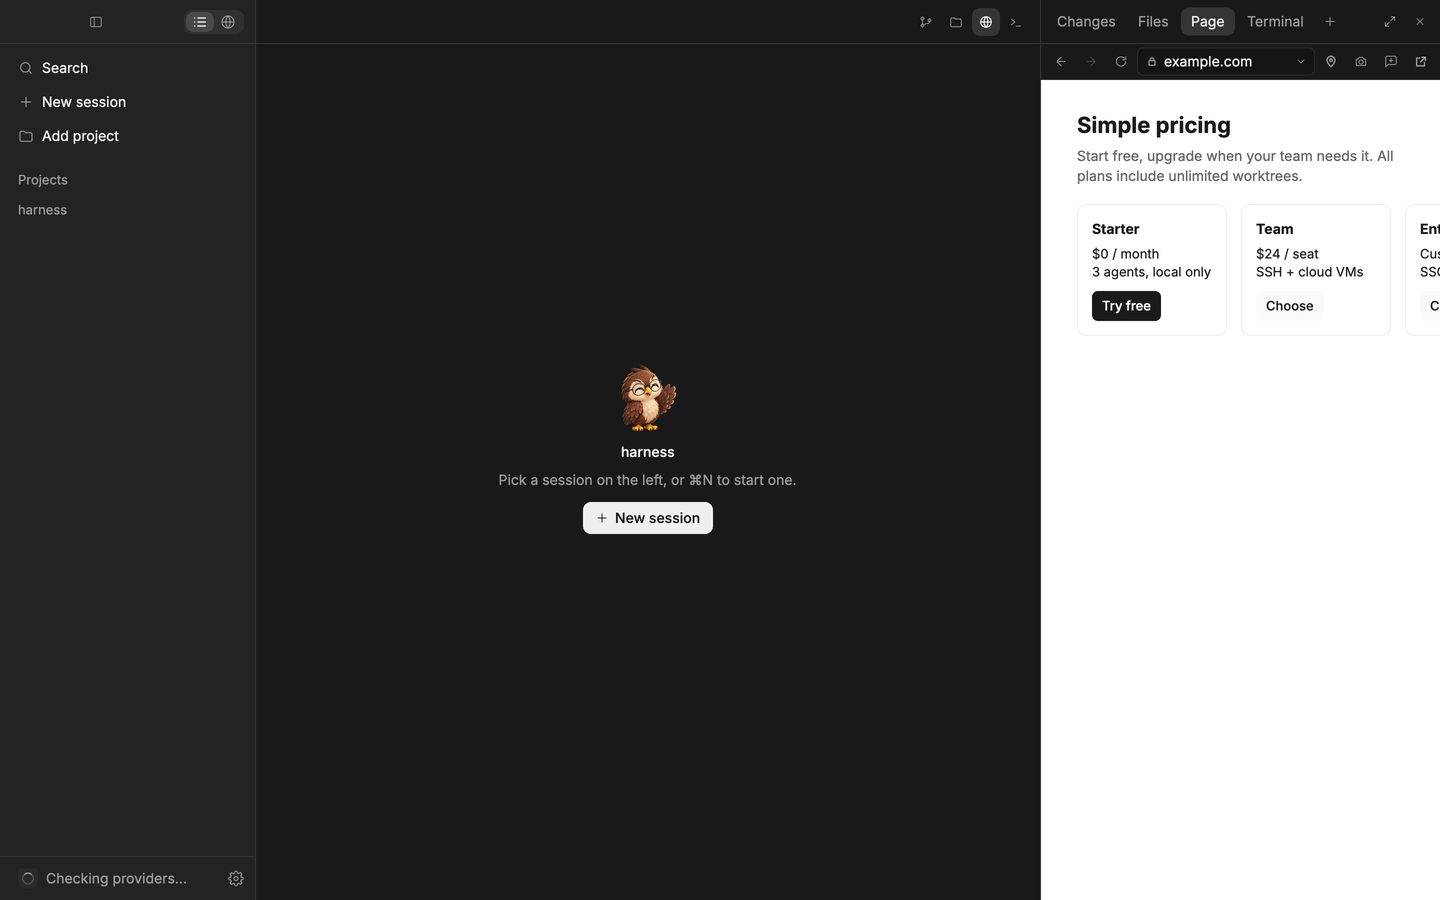 Search
New session
Add project
Projects
harness
Checking providers...
harness
Pick a session on the left, or ⌘N to start one.
New session
Changes
Files
Page
Terminal
example.com
Simple pricing
Start free, upgrade when your team needs it. All
plans include unlimited worktrees.
Starter
$0 / month
3 agents, local only
Try free
Team
$24 / seat
SSH + cloud VMs
Choose